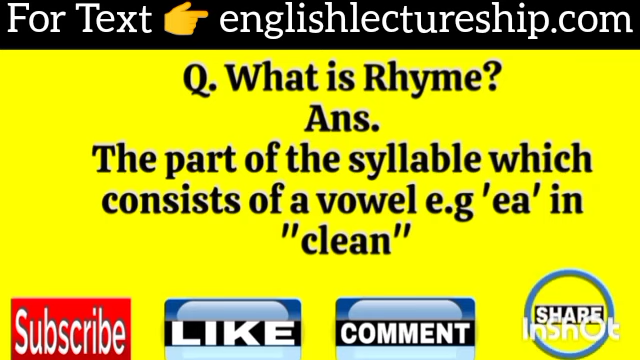 For Text 👉 englishlectureship.com
Q. What is Rhyme?
Ans.
The part of the syllable which
consists of a vowel e.g 'ea' in
"clean"
Subscribe
LIKE
COMMENT
SHARE
InShOt